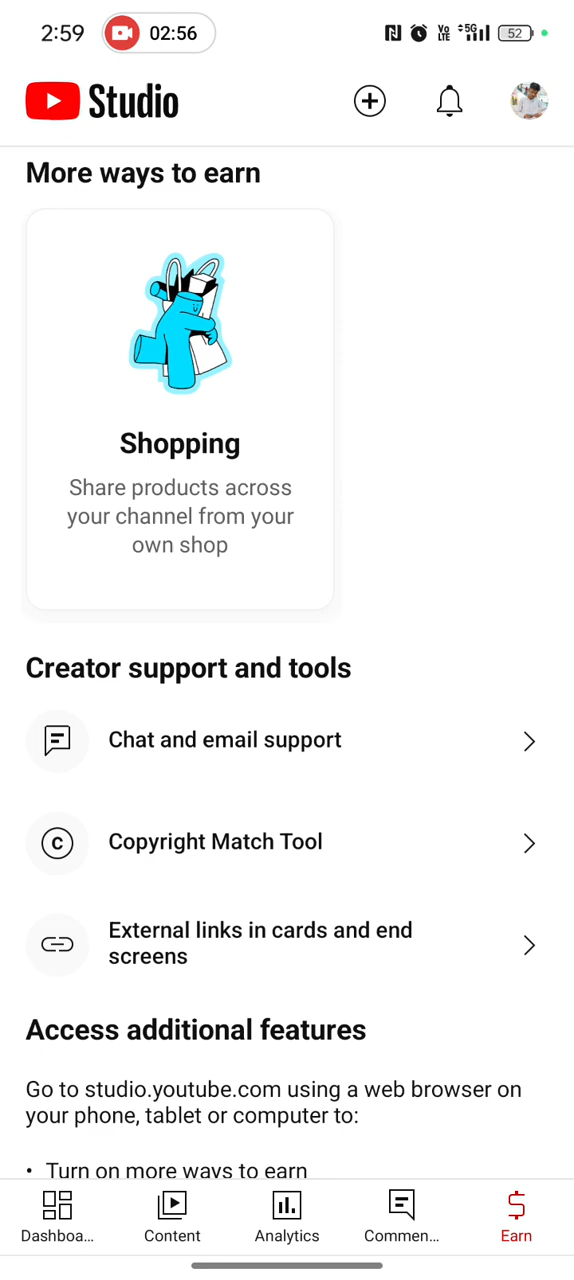 2:59 02:56 Vo LTE 5G 52
Studio
More ways to earn
Shopping
Share products across
your channel from your
own shop
Creator support and tools
Chat and email support
Copyright Match Tool
External links in cards and end
screens
Access additional features
Go to studio.youtube.com using a web browser on
your phone, tablet or computer to:
• Turn on more ways to earn
Dashboa... Content Analytics Commen... Earn